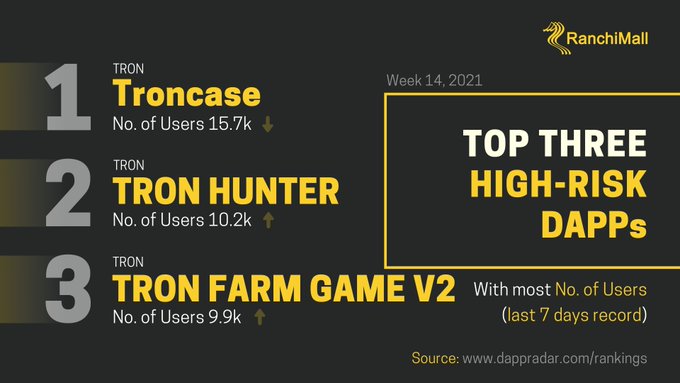 RanchiMall
Week 14, 2021
TOP THREE
HIGH-RISK
DAPPs
With most No. of Users
(last 7 days record)
1
TRON
Troncase
No. of Users 15.7k
2
TRON
TRON HUNTER
No. of Users 10.2k
3
TRON
TRON FARM GAME V2
No. of Users 9.9k
Source: www.dappradar.com/rankings